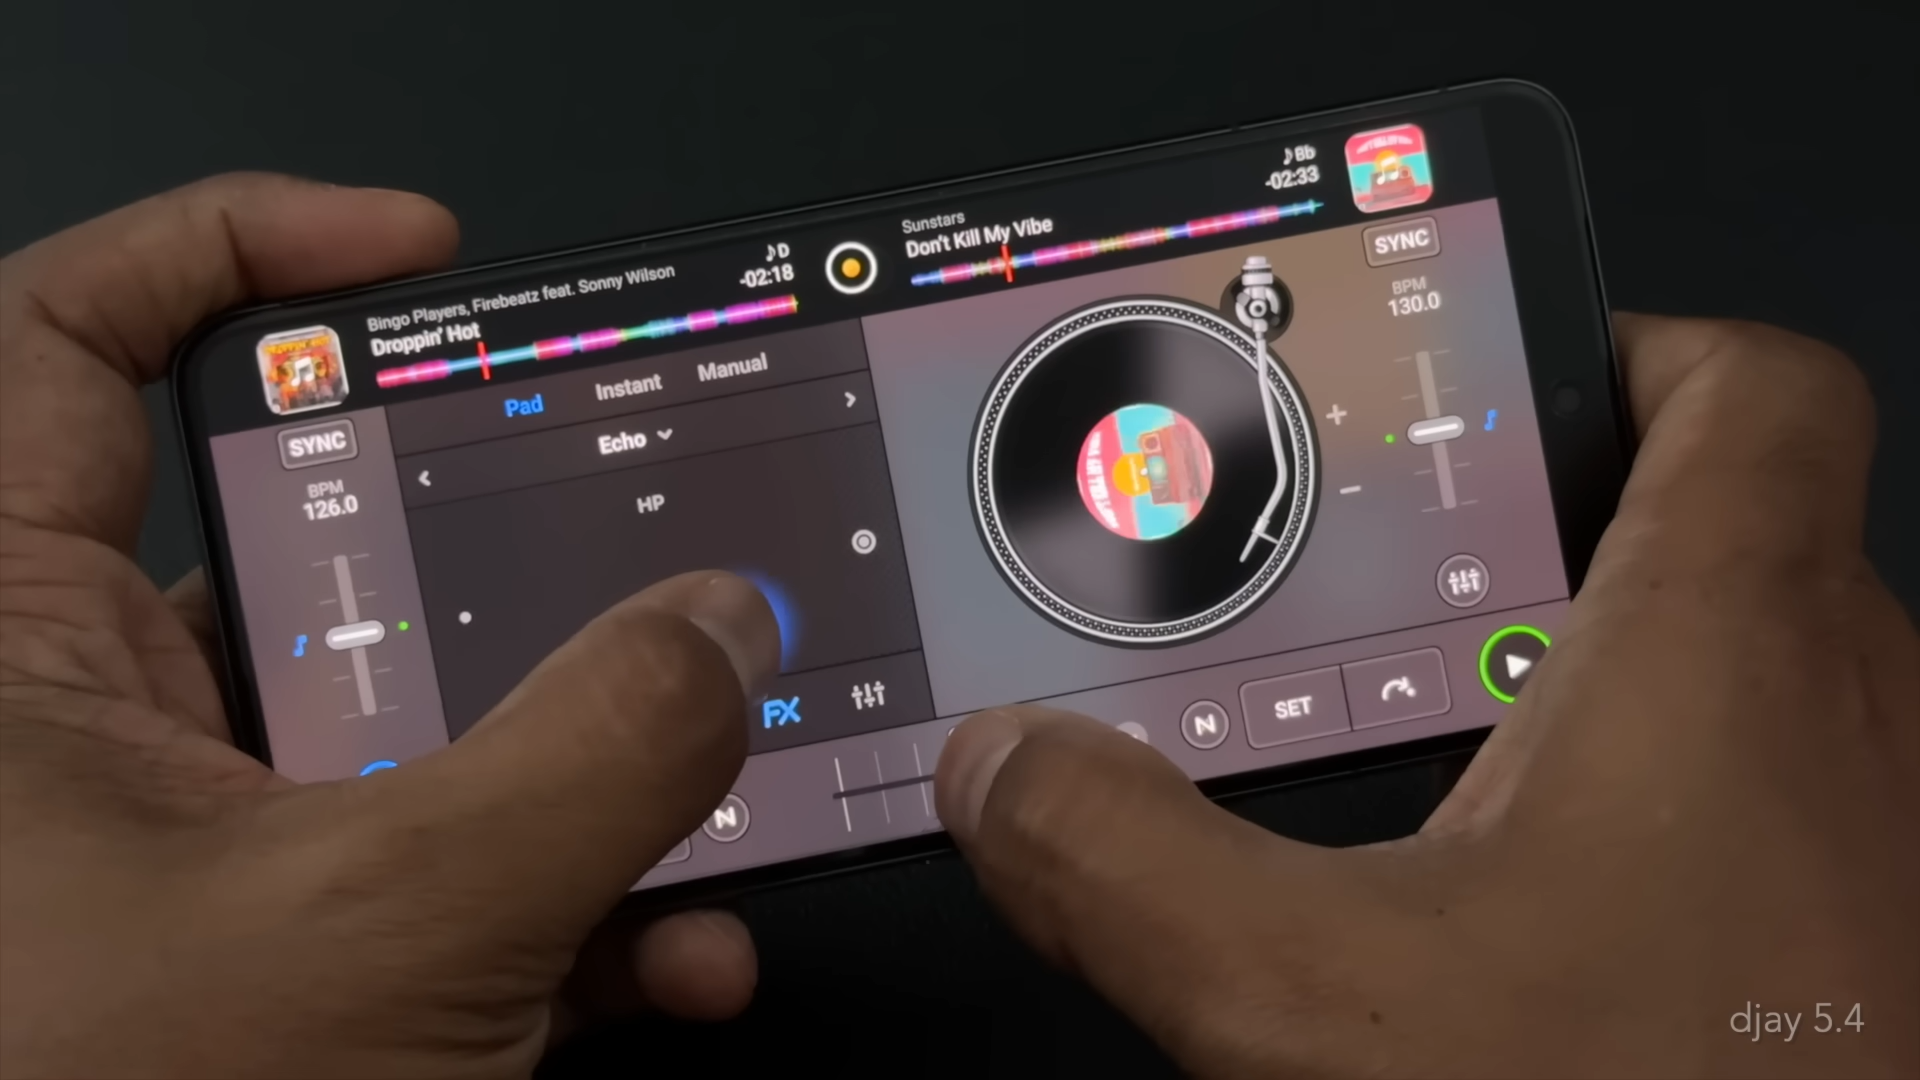 Bingo Players, Firebeatz feat. Sonny Wilson
Droppin' Hot
♪D
-02:18
Sunstars
Don't Kill My Vibe
♪Bb
-02:33
SYNC
BPM
126.0
Pad
Instant
Manual
Echo
HP
FX
SYNC
BPM
130.0
N
N
SET
djay 5.4